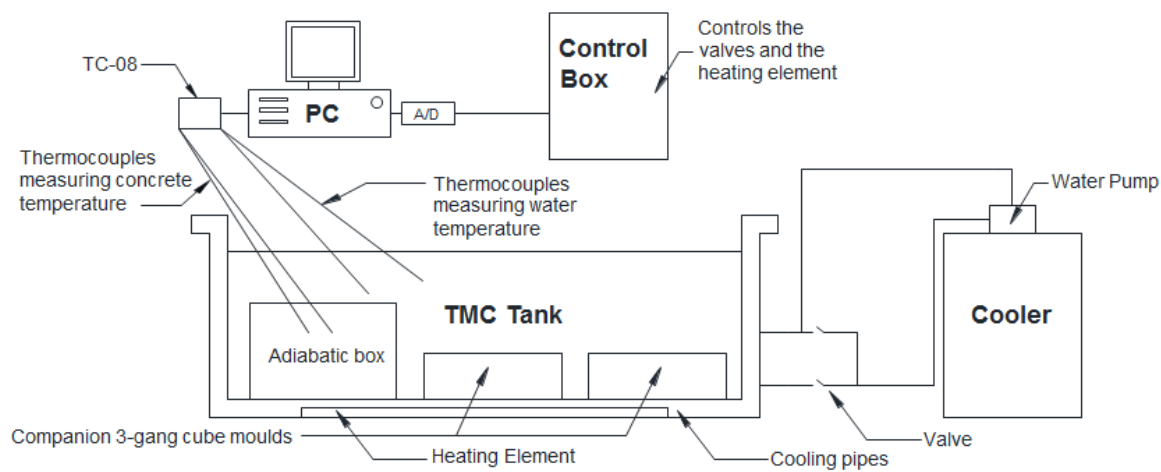 TC-08
PC
A/D
Control
Box
Controls the
valves and the
heating element
Thermocouples
measuring concrete
temperature
Thermocouples
measuring water
temperature
Water Pump
TMC Tank
Cooler
Adiabatic box
Companion 3-gang cube moulds
Heating Element
Cooling pipes
Valve